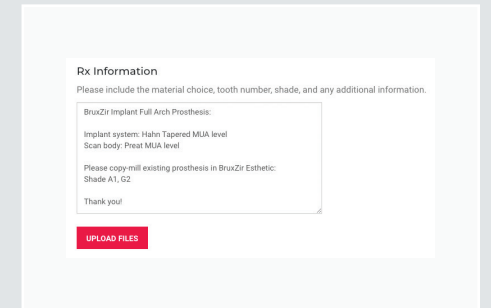 Rx Information
Please include the material choice, tooth number, shade, and any additional information.
BruxZir Implant Full Arch Prosthesis:
Implant system: Hahn Tapered MUA level
Scan body: Preat MUA level
Please copy-mill existing prosthesis in BruxZir Esthetic:
Shade A1, G2
Thank you!
UPLOAD FILES